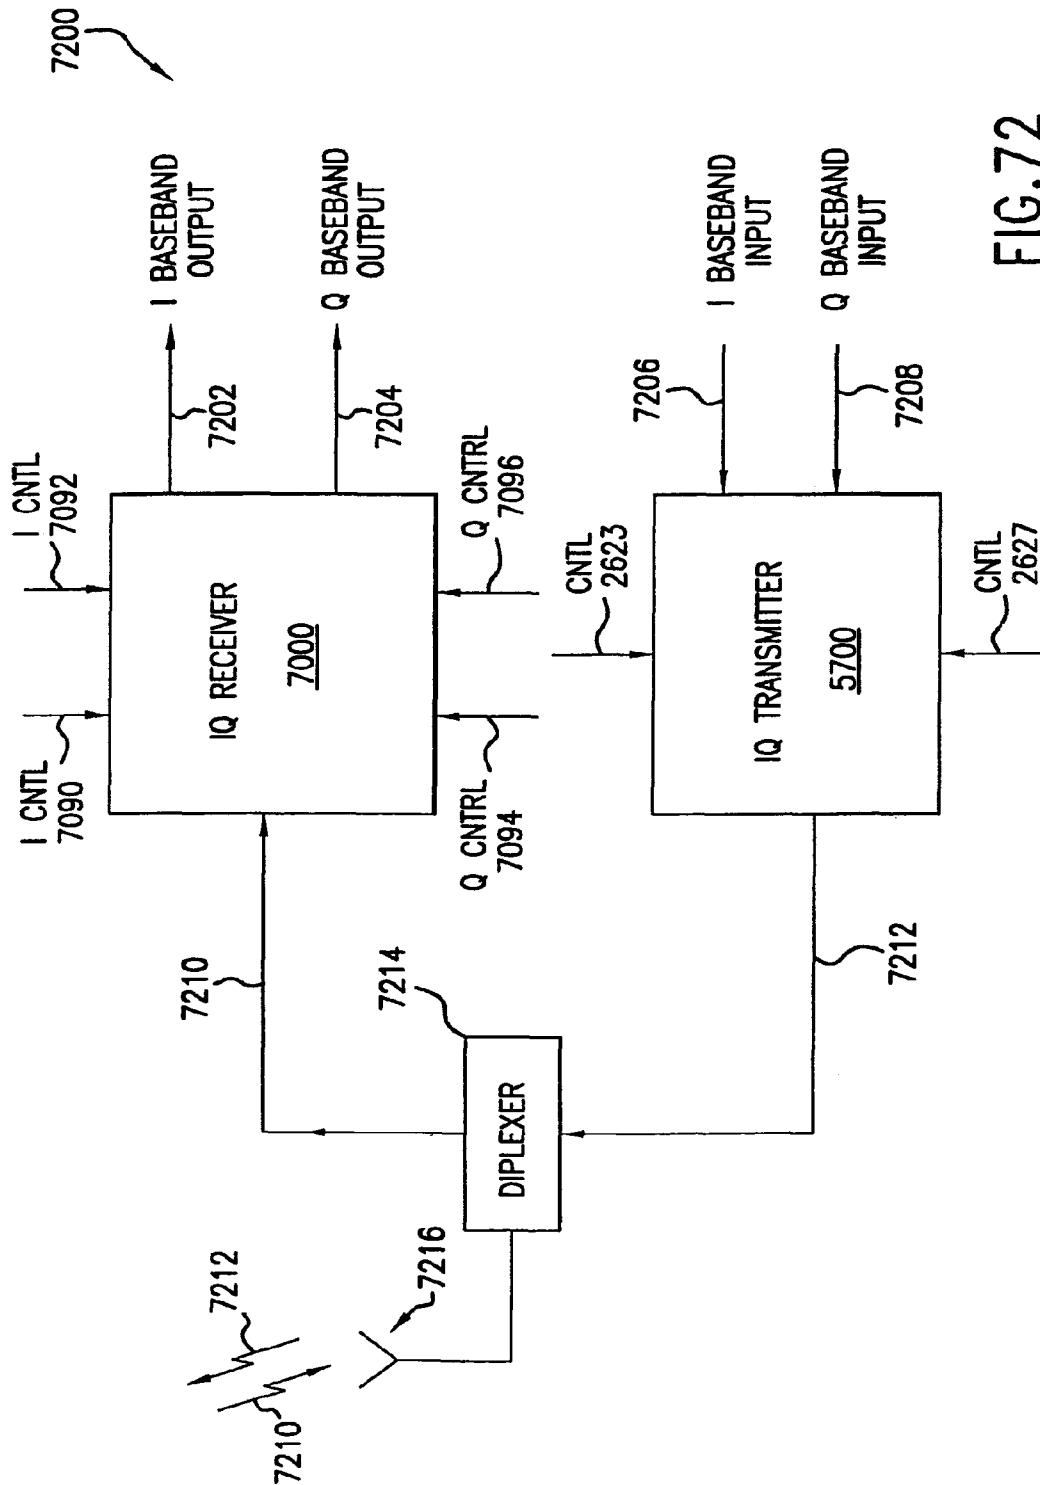 7200
I CNTL
7090
I CNTL
7092
IQ RECEIVER
7000
7202
I BASEBAND
OUTPUT
7204
Q BASEBAND
OUTPUT
Q CNTRL
7094
Q CNTRL
7096
7210
7212
7210
7216
DIPLEXER
7214
7212
CNTL
2623
IQ TRANSMITTER
5700
CNTL
2627
7206
I BASEBAND
INPUT
7208
Q BASEBAND
INPUT
FIG.72